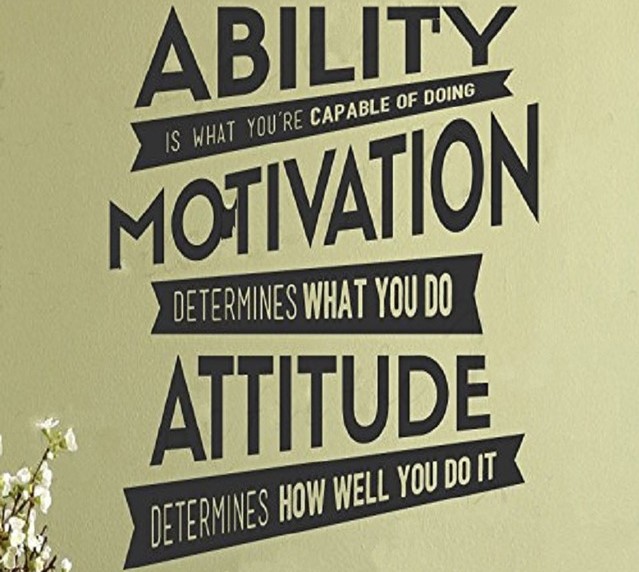 ABILITY
IS WHAT YOU'RE CAPABLE OF DOING
MOTIVATION
DETERMINES WHAT YOU DO
ATTITUDE
DETERMINES HOW WELL YOU DO IT